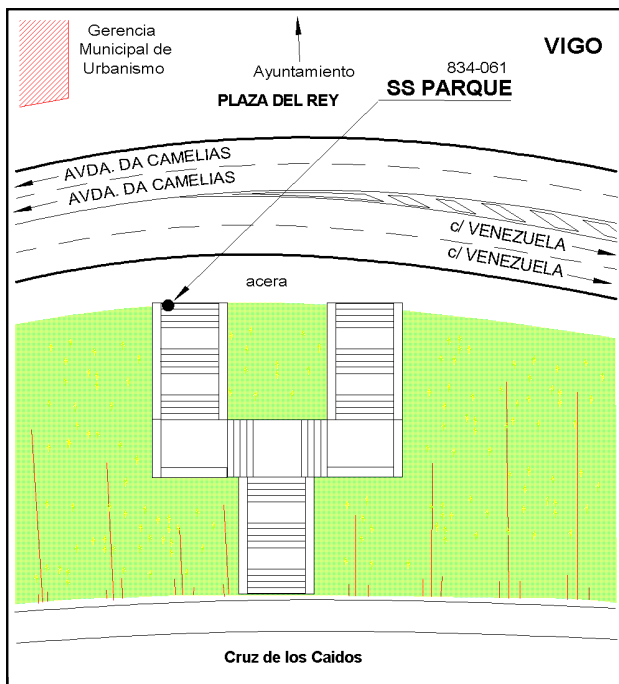 Gerencia
Municipal de
Urbanismo
Ayuntamiento
PLAZA DEL REY
VIGO
834-061
SS PARQUE
AVDA. DA CAMELIAS
AVDA. DA CAMELIAS
c/ VENEZUELA
c/ VENEZUELA
acera
Cruz de los Caidos